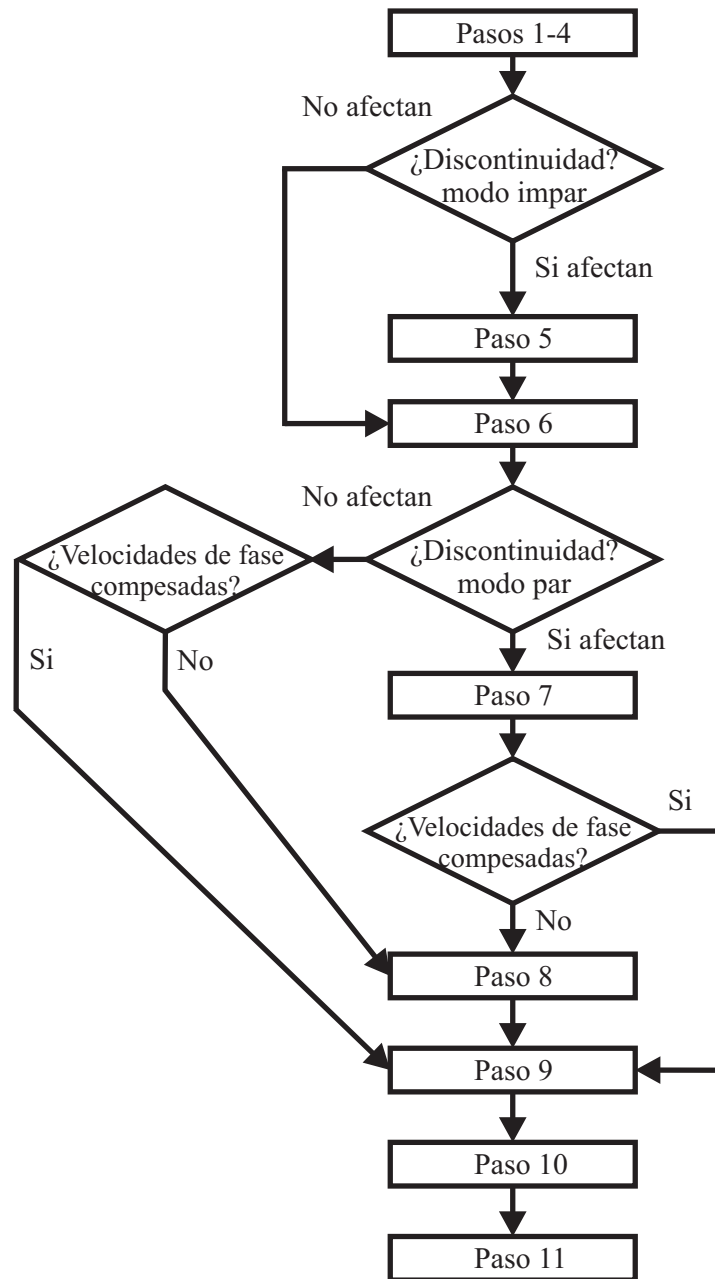 Pasos 1-4
No afectan
¿Discontinuidad?
modo impar
Si afectan
Paso 5
Paso 6
No afectan
¿Velocidades de fase
compesadas?
¿Discontinuidad?
modo par
Si
No
Si afectan
Paso 7
¿Velocidades de fase
compesadas?
Si
No
Paso 8
Paso 9
Paso 10
Paso 11